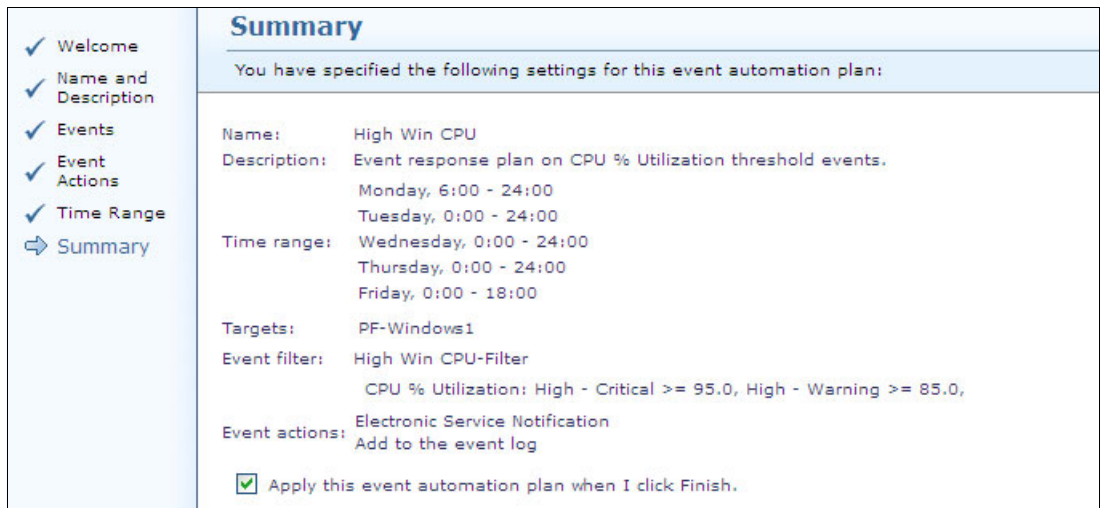 Welcome
Name and
Description
Events
Event
Actions
Time Range
Summary
Summary
You have specified the following settings for this event automation plan:
Name: High Win CPU
Description: Event response plan on CPU % Utilization threshold events.
Monday, 6:00 - 24:00
Tuesday, 0:00 - 24:00
Time range: Wednesday, 0:00 - 24:00
Thursday, 0:00 - 24:00
Friday, 0:00 - 18:00
Targets: PF-Windows1
Event filter: High Win CPU-Filter
CPU % Utilization: High - Critical >= 95.0, High - Warning >= 85.0,
Event actions: Electronic Service Notification
Add to the event log
Apply this event automation plan when I click Finish.